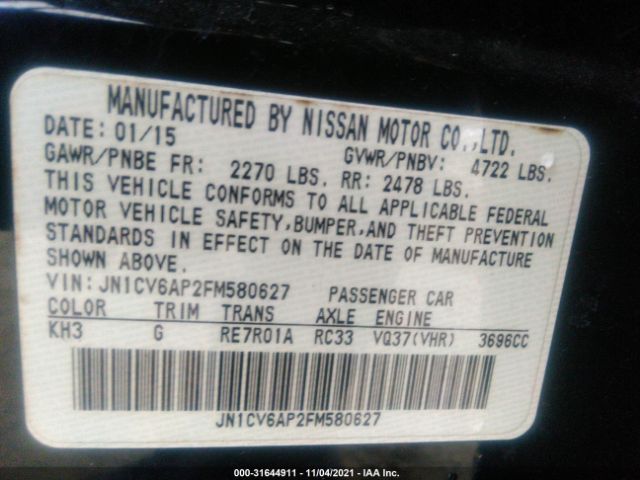 MANUFACTURED BY NISSAN MOTOR CO.,LTD.
DATE: 01/15 GVWR/PNBV: 4722 LBS.
GAWR/PNBE FR: 2270 LBS. RR: 2478 LBS.
THIS VEHICLE CONFORMS TO ALL APPLICABLE FEDERAL
MOTOR VEHICLE SAFETY,BUMPER,AND THEFT PREVENTION
STANDARDS IN EFFECT ON THE DATE OF MANUFACTURE
SHOWN ABOVE.
VIN: JN1CV6AP2FM580627 PASSENGER CAR
COLOR TRIM TRANS AXLE ENGINE
KH3 G RE7R01A RC33 VQ37(VHR) 3696CC
JN1CV6AP2FM580627
000-31644911 - 11/04/2021 - IAA Inc.